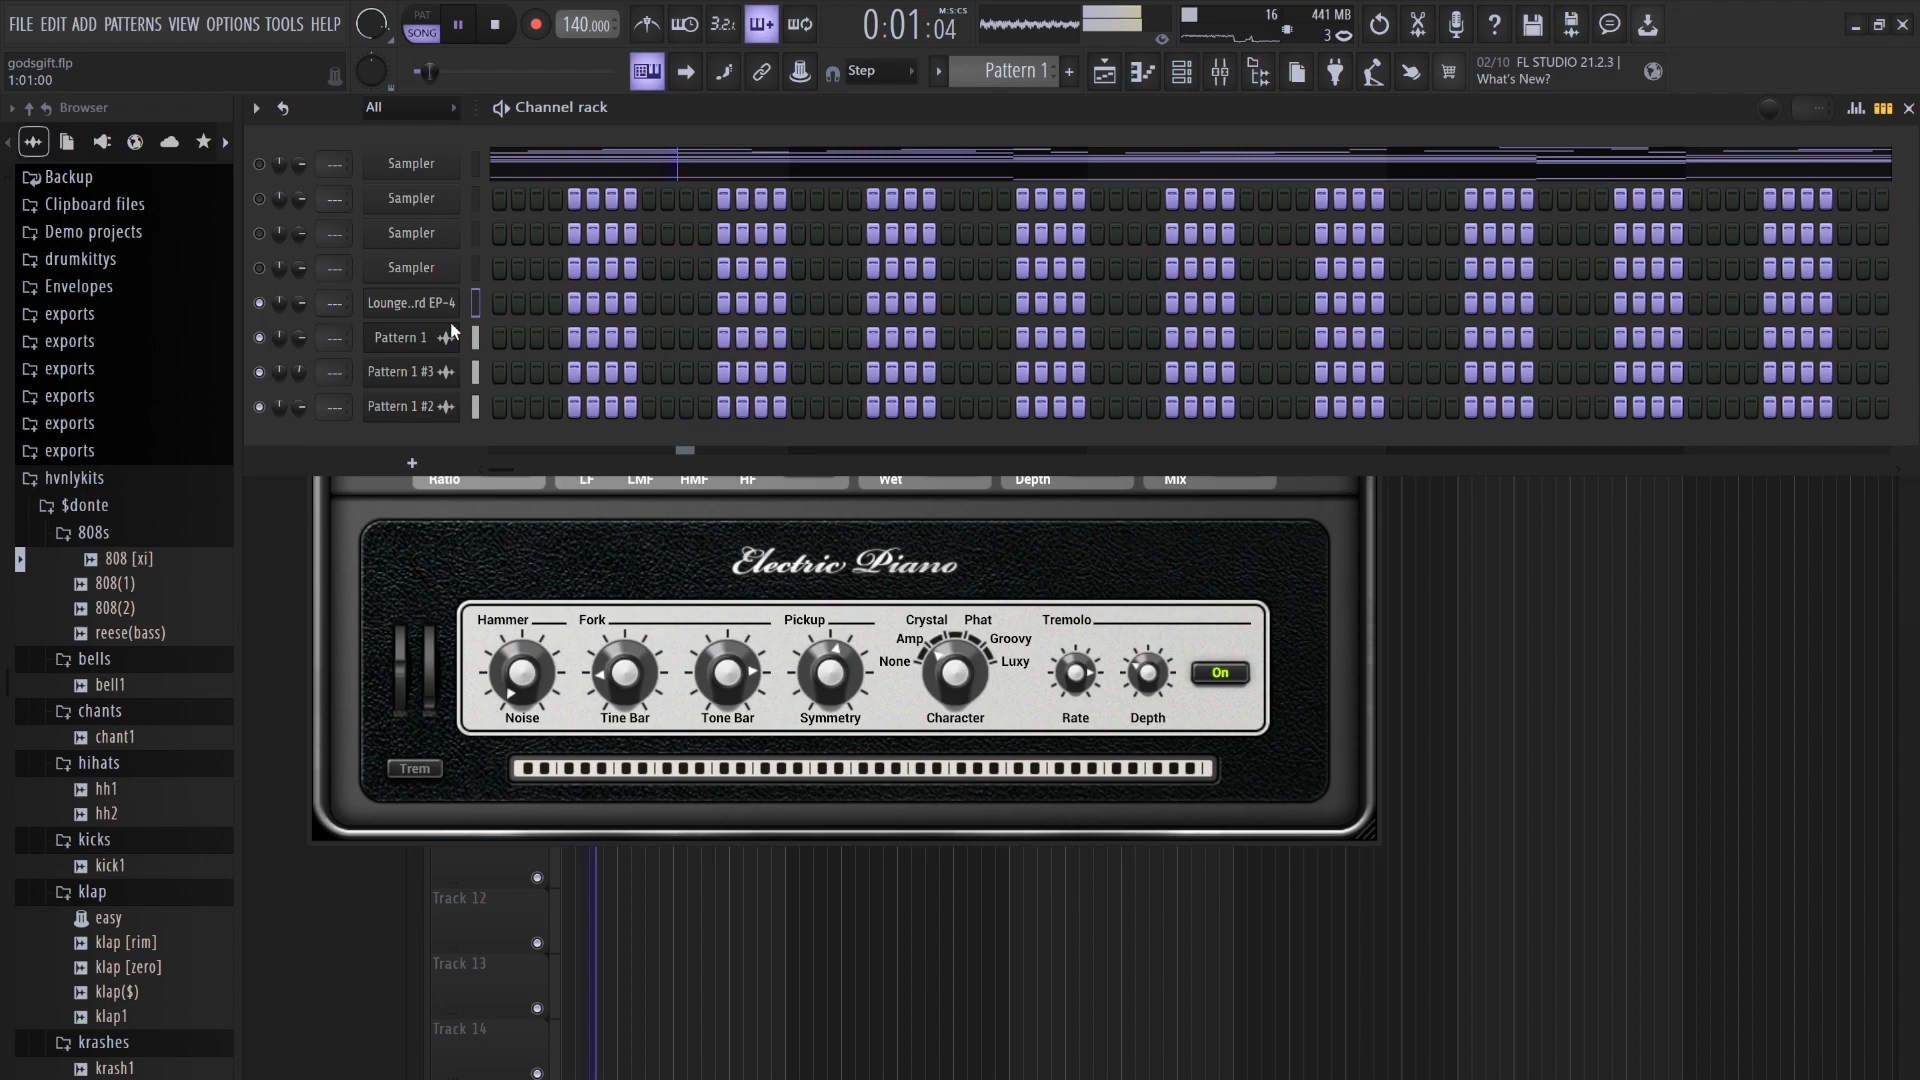 FILE EDIT ADD PATTERNS VIEW OPTIONS TOOLS HELP
PAT
SONG
140.000
3.2.
0:01:04
M:S:CS
16
441 MB
3
godsgift.flp
1:01:00
Step
Pattern 1
02/10 FL STUDIO 21.2.3 |
What's New?
Browser
All
Channel rack
Backup
Clipboard files
Demo projects
drumkittys
Envelopes
exports
exports
exports
exports
exports
exports
hvnlykits
$donte
808s
808 [xi]
808(1)
808(2)
reese(bass)
bells
bell1
chants
chant1
hihats
hh1
hh2
kicks
kick1
klap
easy
klap [rim]
klap [zero]
klap($)
klap1
krashes
krash1
Sampler
Sampler
Sampler
Sampler
Lounge..rd EP-4
Pattern 1
Pattern 1 #3
Pattern 1 #2
Ratio LF LMF HMF HF Wet Depth Mix
Electric Piano
Hammer Fork Pickup Crystal Phat Tremolo
Amp Groovy
None Luxy
On
Noise Tine Bar Tone Bar Symmetry Character Rate Depth
Trem
Track 12
Track 13
Track 14